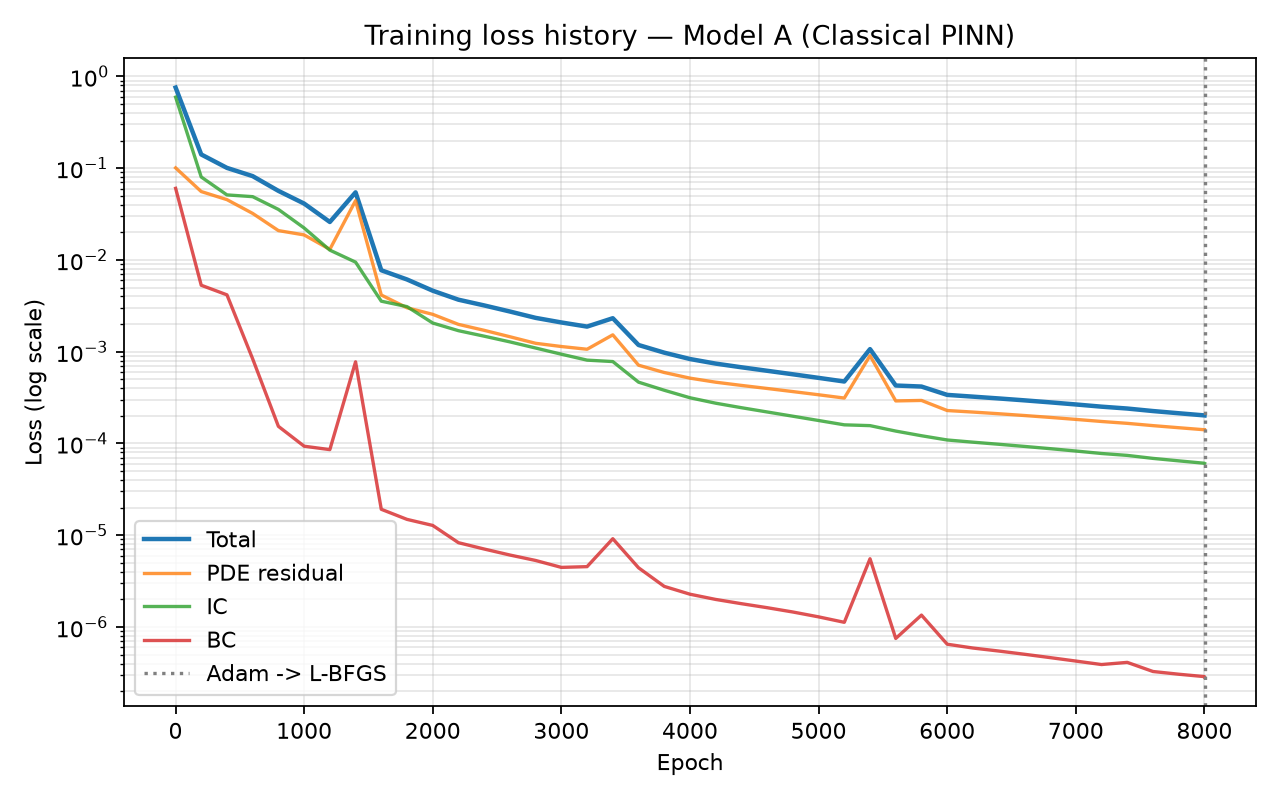 Training loss history — Model A (Classical PINN)
10⁰
10⁻¹
10⁻²
10⁻³
10⁻⁴
10⁻⁵
10⁻⁶
Loss (log scale)
Total
PDE residual
IC
BC
Adam -> L-BFGS
0 1000 2000 3000 4000 5000 6000 7000 8000
Epoch